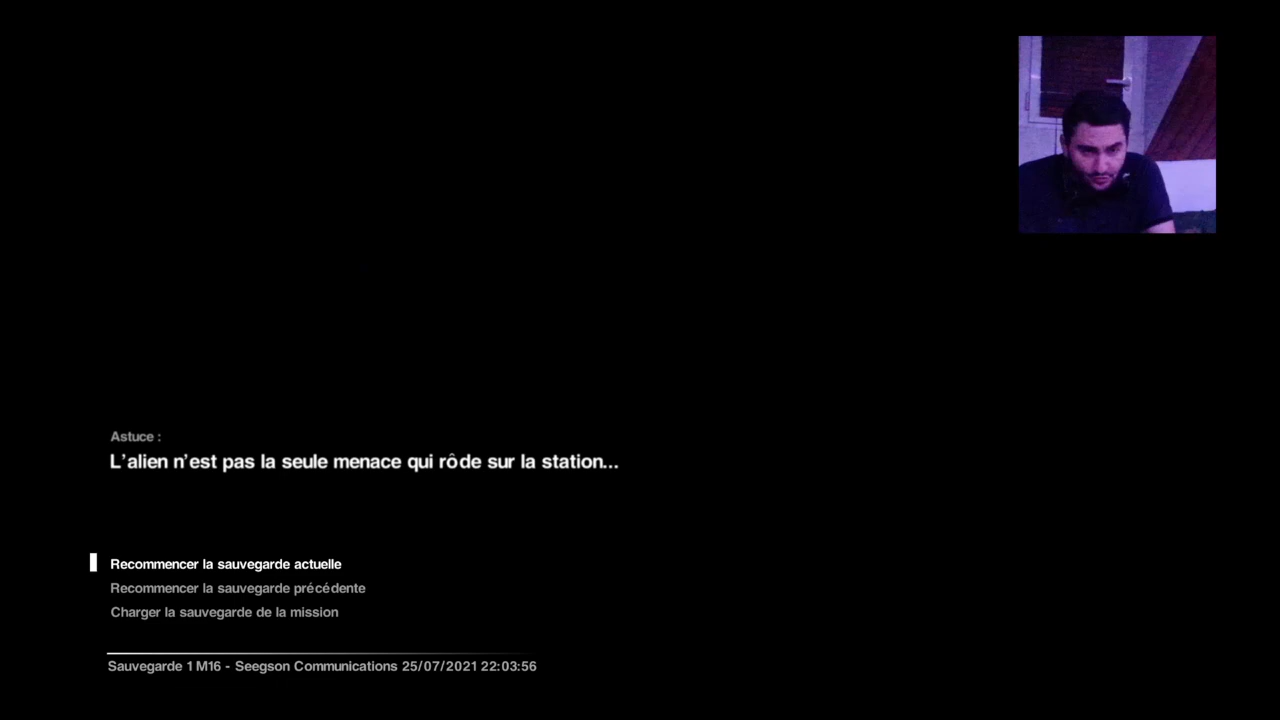 Astuce :
L’alien n’est pas la seule menace qui rôde sur la station...
Recommencer la sauvegarde actuelle
Recommencer la sauvegarde précédente
Charger la sauvegarde de la mission
Sauvegarde 1 M16 - Seegson Communications 25/07/2021 22:03:56